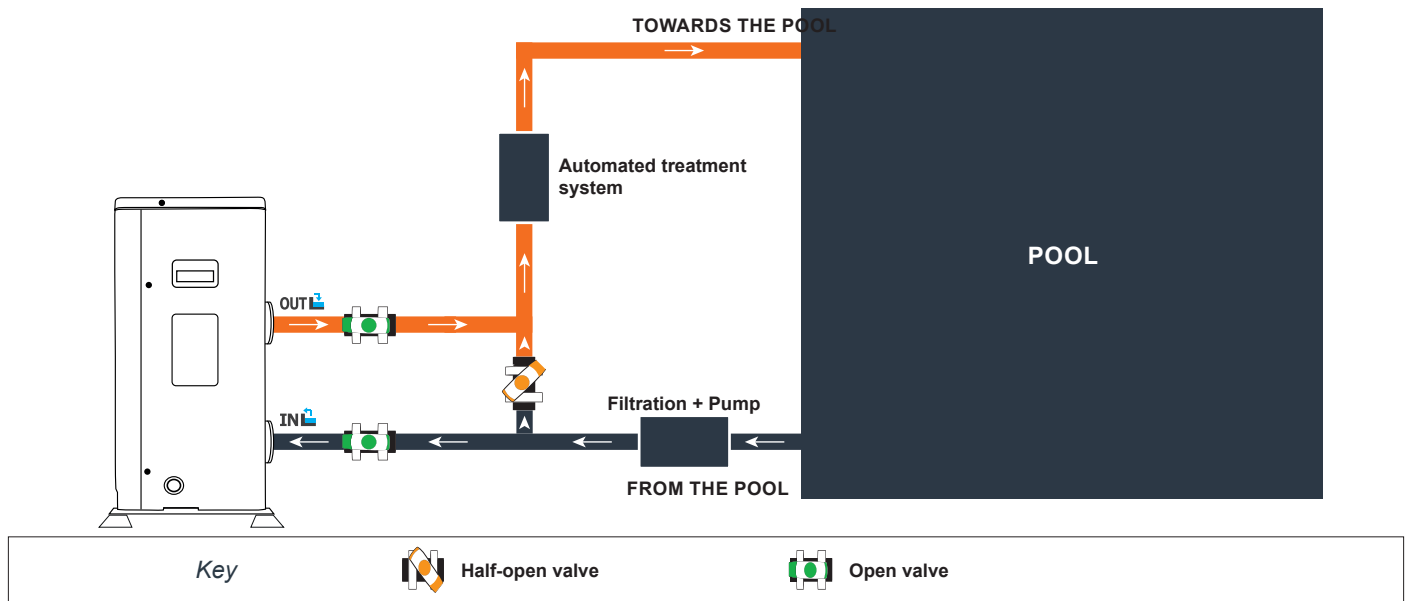 TOWARDS THE POOL
Automated treatment
system
POOL
OUT
IN
Filtration + Pump
FROM THE POOL
Key
Half-open valve
Open valve